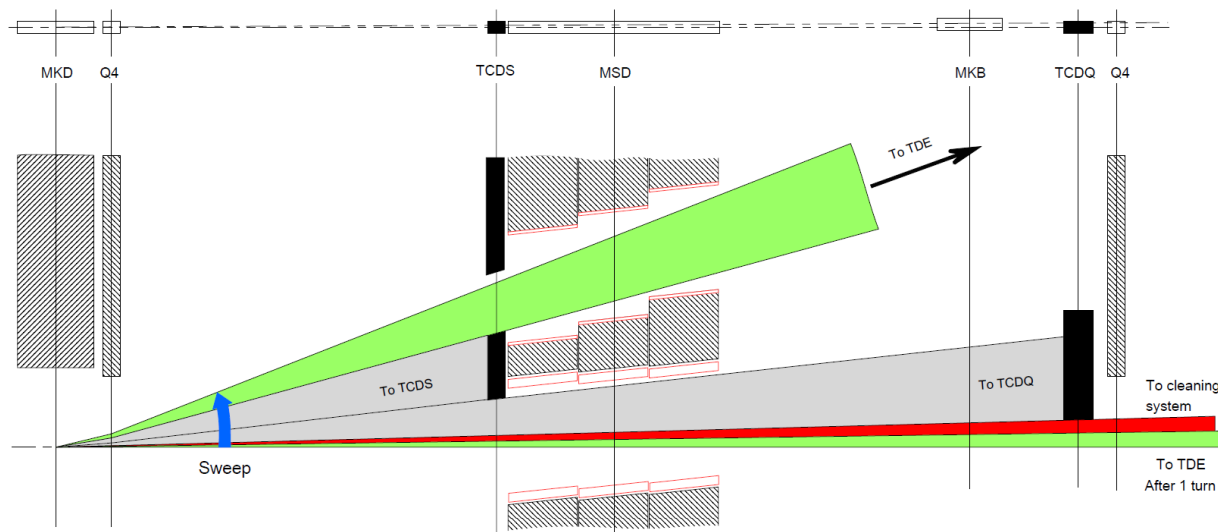 MKD
Q4
TCDS
MSD
MKB
TCDQ
Q4
To TDE
To TCDS
To TCDQ
To cleaning
system
Sweep
To TDE
After 1 turn